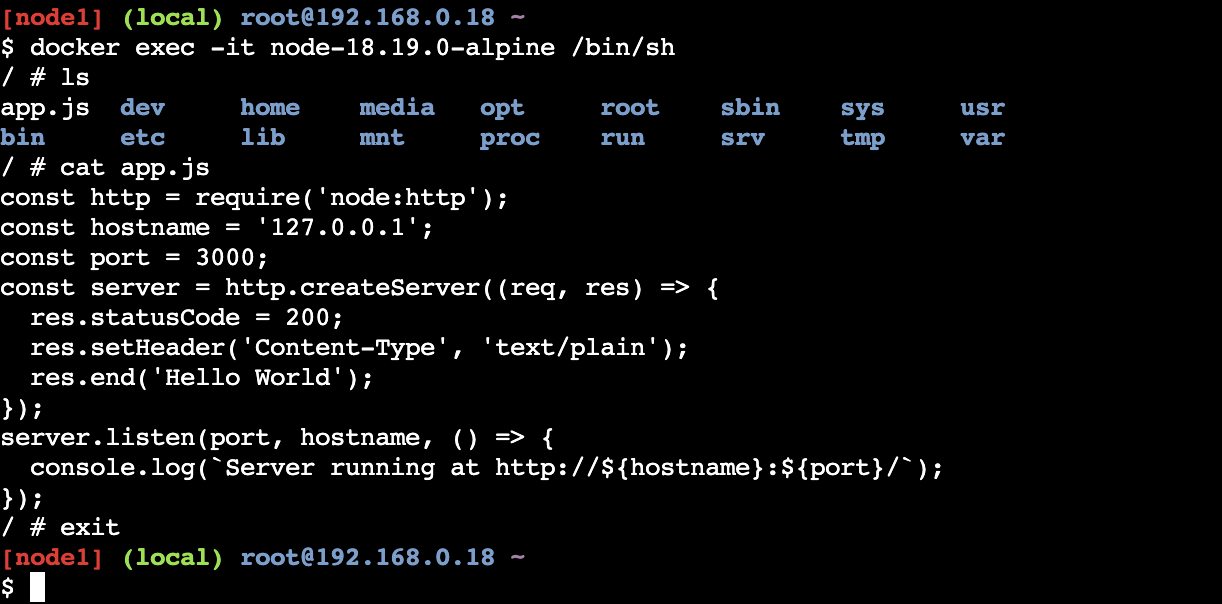 [node1] (local) root@192.168.0.18 ~
$ docker exec -it node-18.19.0-alpine /bin/sh
/ # ls
app.js  dev     home    media   opt     root    sbin    sys     usr
bin     etc     lib     mnt     proc    run     srv     tmp     var
/ # cat app.js
const http = require('node:http');
const hostname = '127.0.0.1';
const port = 3000;
const server = http.createServer((req, res) => {
  res.statusCode = 200;
  res.setHeader('Content-Type', 'text/plain');
  res.end('Hello World');
});
server.listen(port, hostname, () => {
  console.log(`Server running at http://${hostname}:${port}/`);
});
/ # exit
[node1] (local) root@192.168.0.18 ~
$